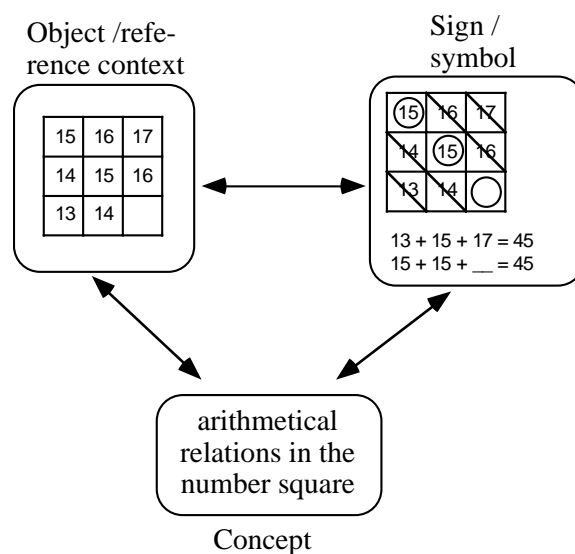 Object /refe-
rence context
Sign /
symbol
15 16 17
14 15 16
13 14
15 16 17
14 15 16
13 14
13 + 15 + 17 = 45
15 + 15 + __ = 45
arithmetical
relations in the
number square
Concept